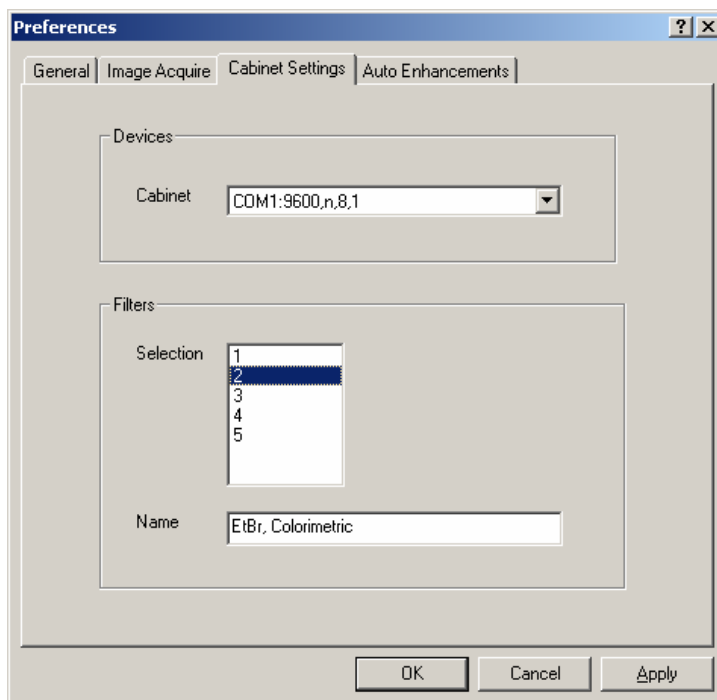 Preferences
General Image Acquire Cabinet Settings Auto Enhancements
Devices
Cabinet COM1:9600,n,8,1
Filters
Selection 1
2
3
4
5
Name EtBr, Colorimetric
OK Cancel Apply